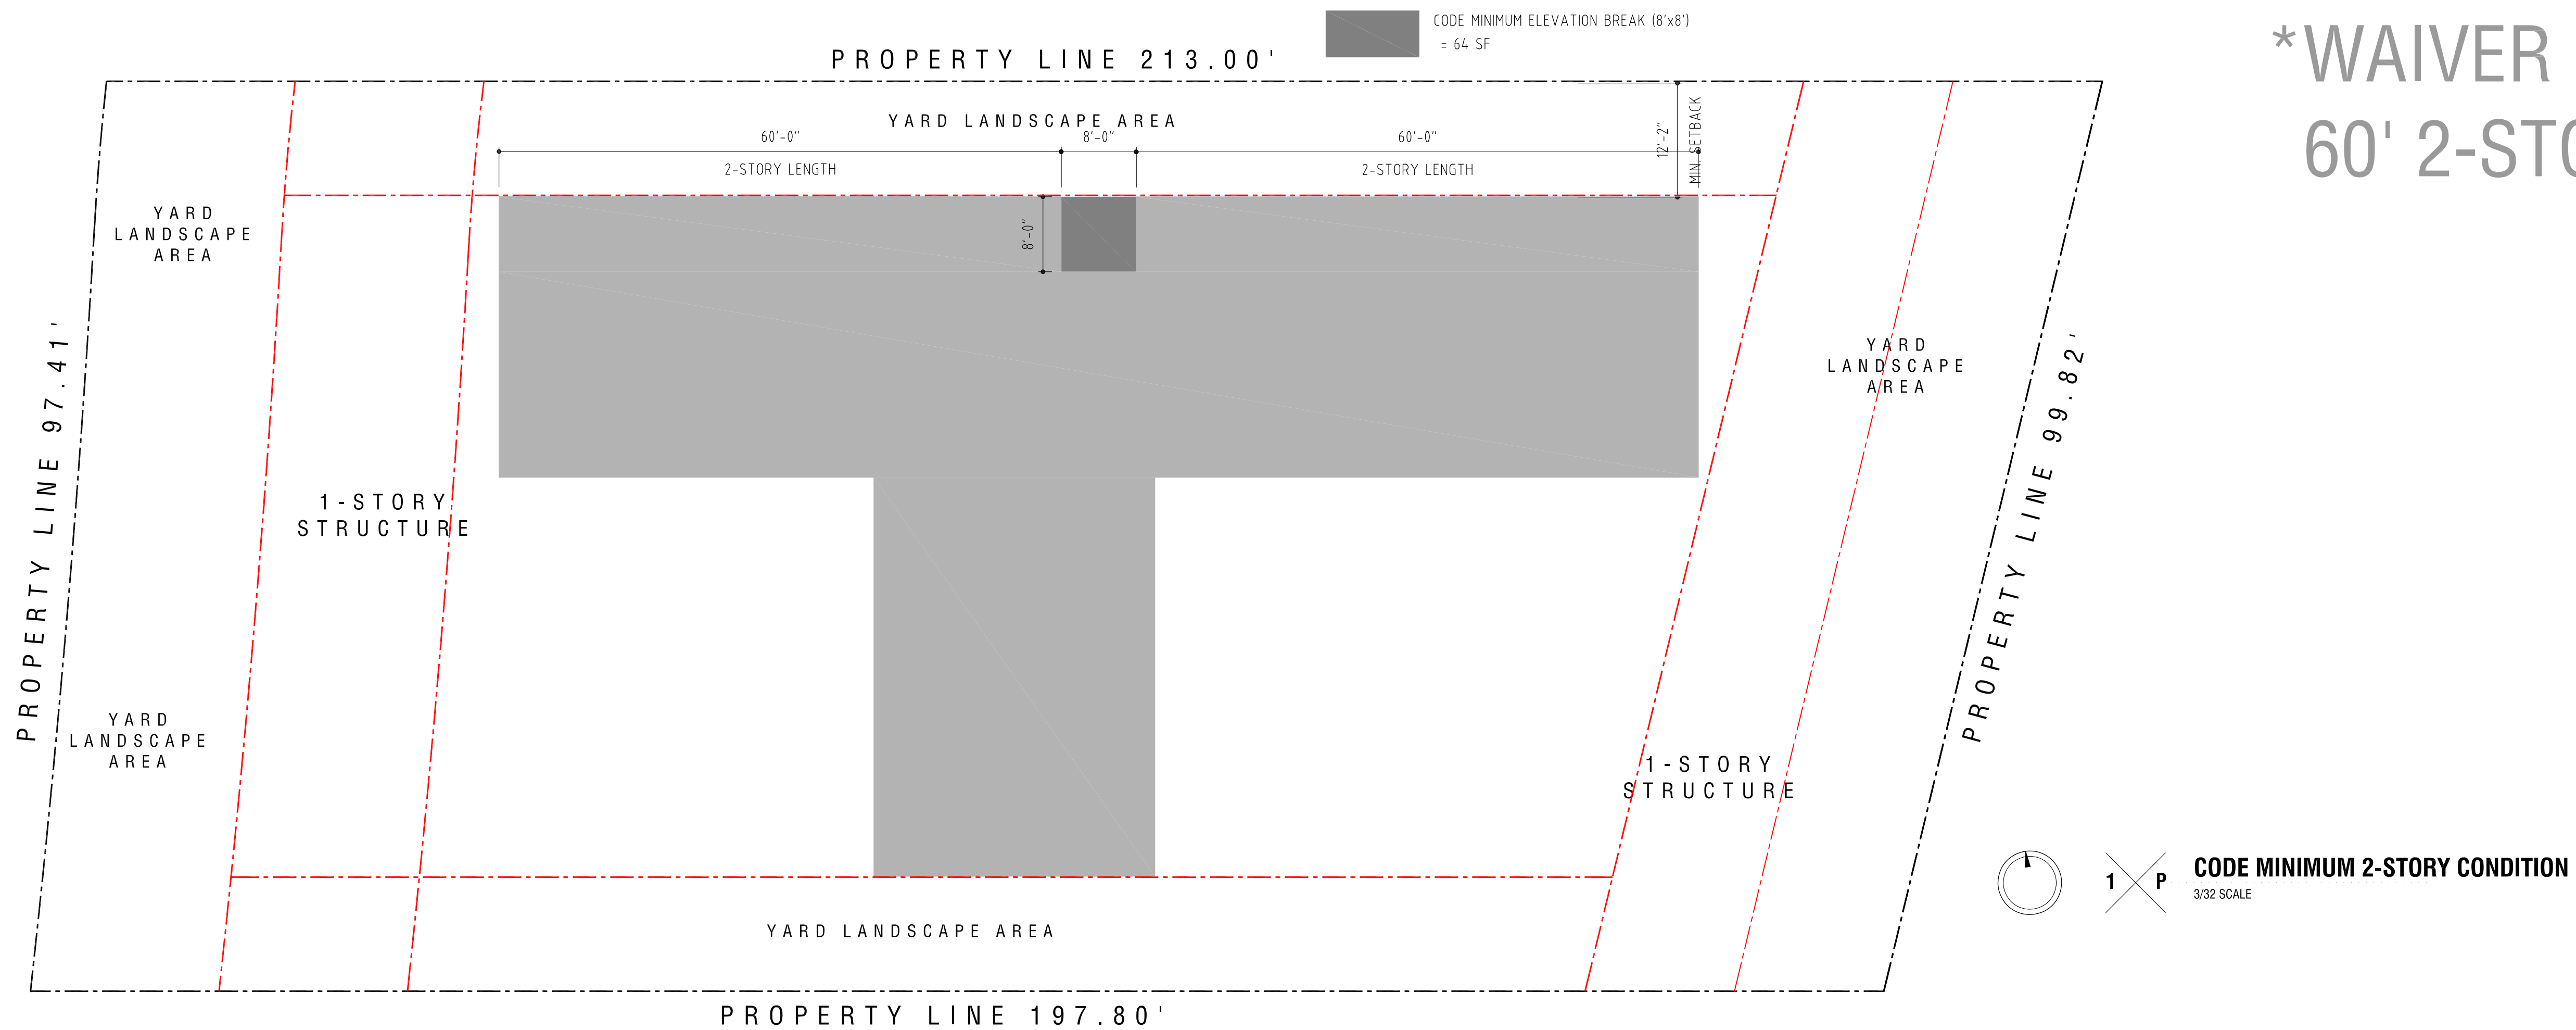 CODE MINIMUM ELEVATION BREAK (8'x8')
= 64 SF
*WAIVER
60' 2-STO
PROPERTY LINE 213.00'
YARD LANDSCAPE AREA
60'-0"
8'-0"
60'-0"
2-STORY LENGTH
2-STORY LENGTH
12'-2"
MIN. SETBACK
8'-0"
YARD
LANDSCAPE
AREA
PROPERTY LINE 97.41'
YARD
LANDSCAPE
AREA
PROPERTY LINE 99.82'
1-STORY
STRUCTURE
YARD
LANDSCAPE
AREA
1-STORY
STRUCTURE
1
P
CODE MINIMUM 2-STORY CONDITION
3/32 SCALE
YARD LANDSCAPE AREA
PROPERTY LINE 197.80'